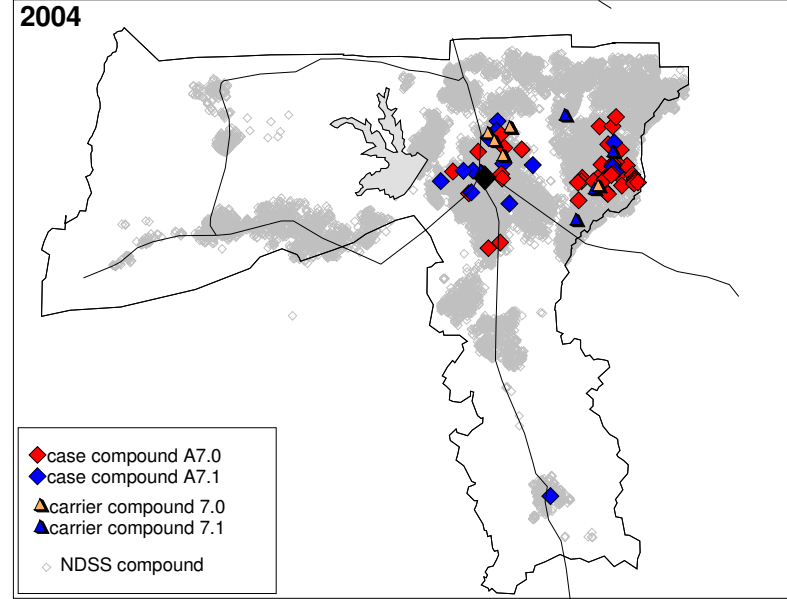 2004
case compound A7.0
case compound A7.1
carrier compound 7.0
carrier compound 7.1
NDSS compound